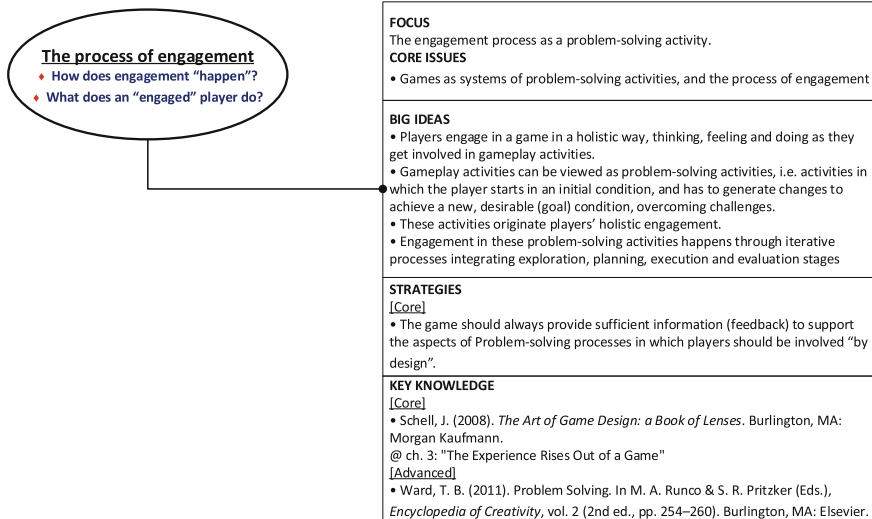 The process of engagement
♦ How does engagement “happen”?
♦ What does an “engaged” player do?
FOCUS
The engagement process as a problem-solving activity.
CORE ISSUES
• Games as systems of problem-solving activities, and the process of engagement
BIG IDEAS
• Players engage in a game in a holistic way, thinking, feeling and doing as they
get involved in gameplay activities.
• Gameplay activities can be viewed as problem-solving activities, i.e. activities in
which the player starts in an initial condition, and has to generate changes to
achieve a new, desirable (goal) condition, overcoming challenges.
• These activities originate players’ holistic engagement.
• Engagement in these problem-solving activities happens through iterative
processes integrating exploration, planning, execution and evaluation stages
STRATEGIES
[Core]
• The game should always provide sufficient information (feedback) to support
the aspects of Problem-solving processes in which players should be involved “by
design”.
KEY KNOWLEDGE
[Core]
• Schell, J. (2008). The Art of Game Design: a Book of Lenses. Burlington, MA:
Morgan Kaufmann.
@ ch. 3: "The Experience Rises Out of a Game"
[Advanced]
• Ward, T. B. (2011). Problem Solving. In M. A. Runco & S. R. Pritzker (Eds.),
Encyclopedia of Creativity, vol. 2 (2nd ed., pp. 254–260). Burlington, MA: Elsevier.